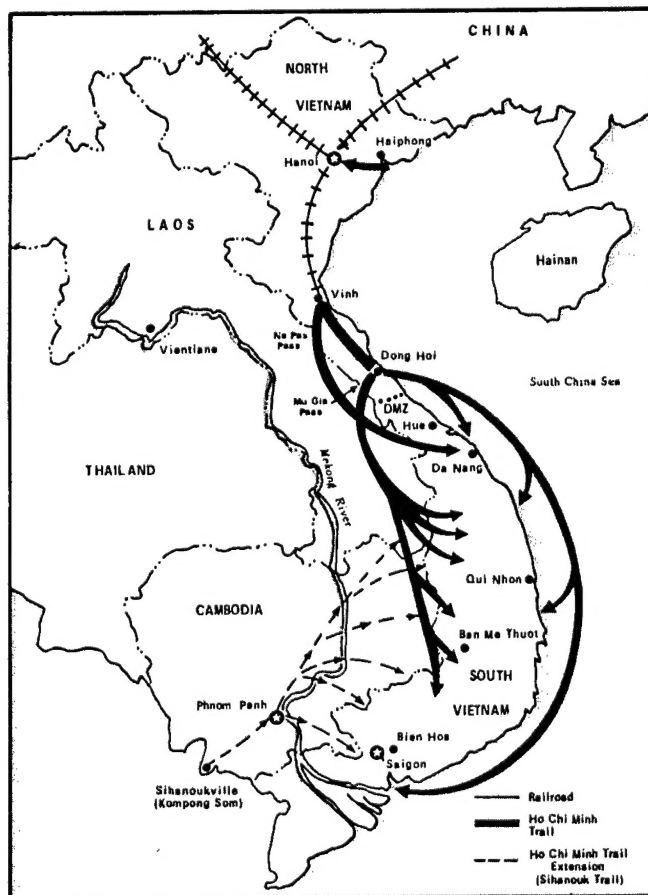 CHINA
NORTH
VIETNAM
Haiphong
Hanoi
LAOS
Hainan
Vinh
Vientiane
Na Pas
Pass
Dong Hoi
South China Sea
Mu Gia
Pass
DMZ
Hue
THAILAND
Da Nang
Mekong River
Qui Nhon
CAMBODIA
Ban Me Thuot
SOUTH
VIETNAM
Phnom Penh
Bien Hoa
Saigon
Sihanoukville
(Kompong Som)
Railroad
Ho Chi Minh
Trail
Ho Chi Minh Trail
Extension
(Sihanouk Trail)